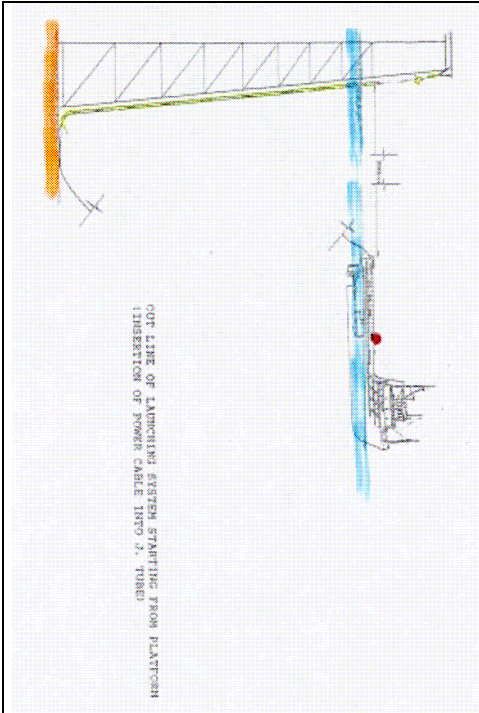 CUT LINE OF LAUNCHING SYSTEM STARTING FROM PLATFORM
(INSERTION OF POWER CABLE INTO J. TUBE)